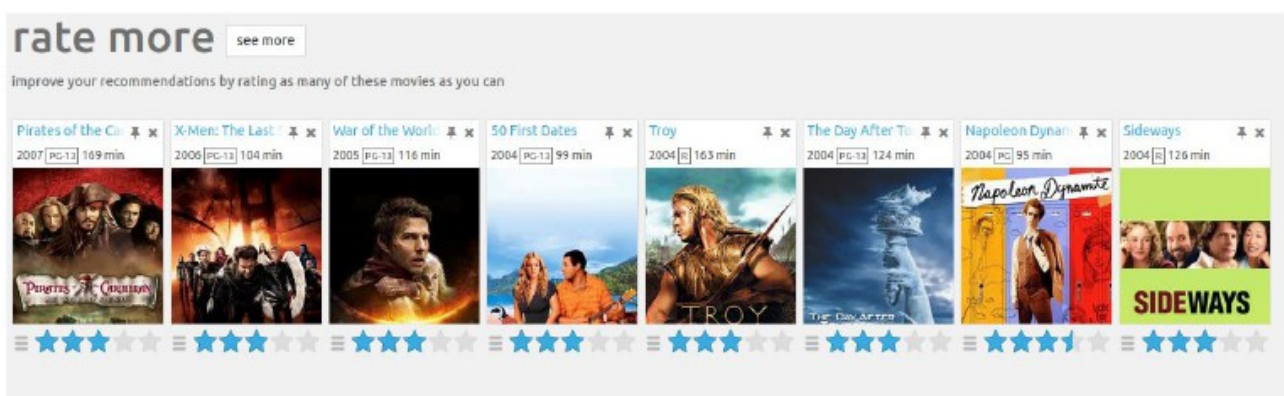 rate more see more
improve your recommendations by rating as many of these movies as you can
Pirates of the Ca
2007 PG-13 169 min
PIRATES of the CARIBBEAN
X-Men: The Last
2006 PG-13 104 min
War of the World
2005 PG-13 116 min
50 First Dates
2004 PG-13 99 min
Troy
2004 R 163 min
TROY
The Day After To
2004 PG-13 124 min
THE DAY AFTER
Napoleon Dynam
2004 PG 95 min
Napoleon Dynamite
Sideways
2004 R 126 min
SIDEWAYS